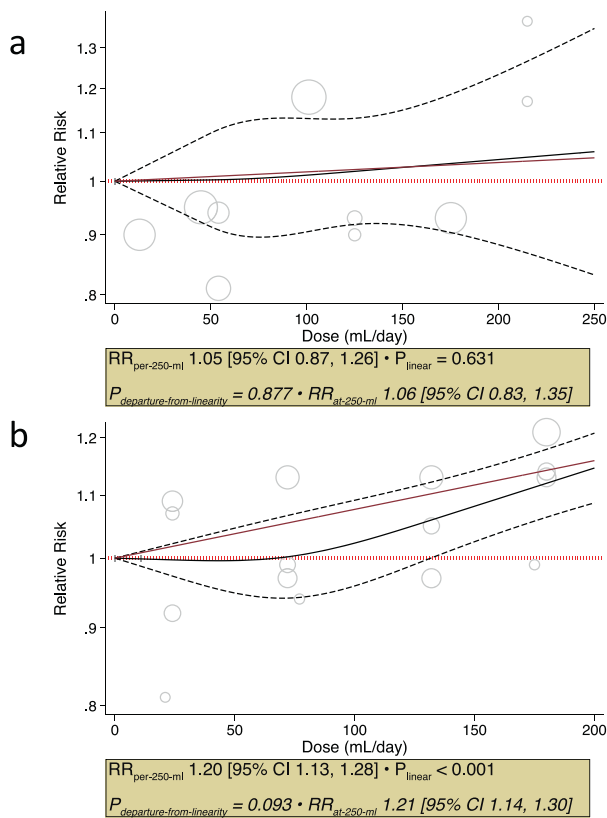 a
1.3
1.2
1.1
1
.9
.8
Relative Risk
0 50 100 150 200 250
Dose (mL/day)
RRper-250-ml 1.05 [95% CI 0.87, 1.26] • Plinear = 0.631
Pdeparture-from-linearity = 0.877 • RRat-250-ml 1.06 [95% CI 0.83, 1.35]
b
1.2
1.1
1
.9
.8
Relative Risk
0 50 100 150 200
Dose (mL/day)
RRper-250-ml 1.20 [95% CI 1.13, 1.28] • Plinear < 0.001
Pdeparture-from-linearity = 0.093 • RRat-250-ml 1.21 [95% CI 1.14, 1.30]